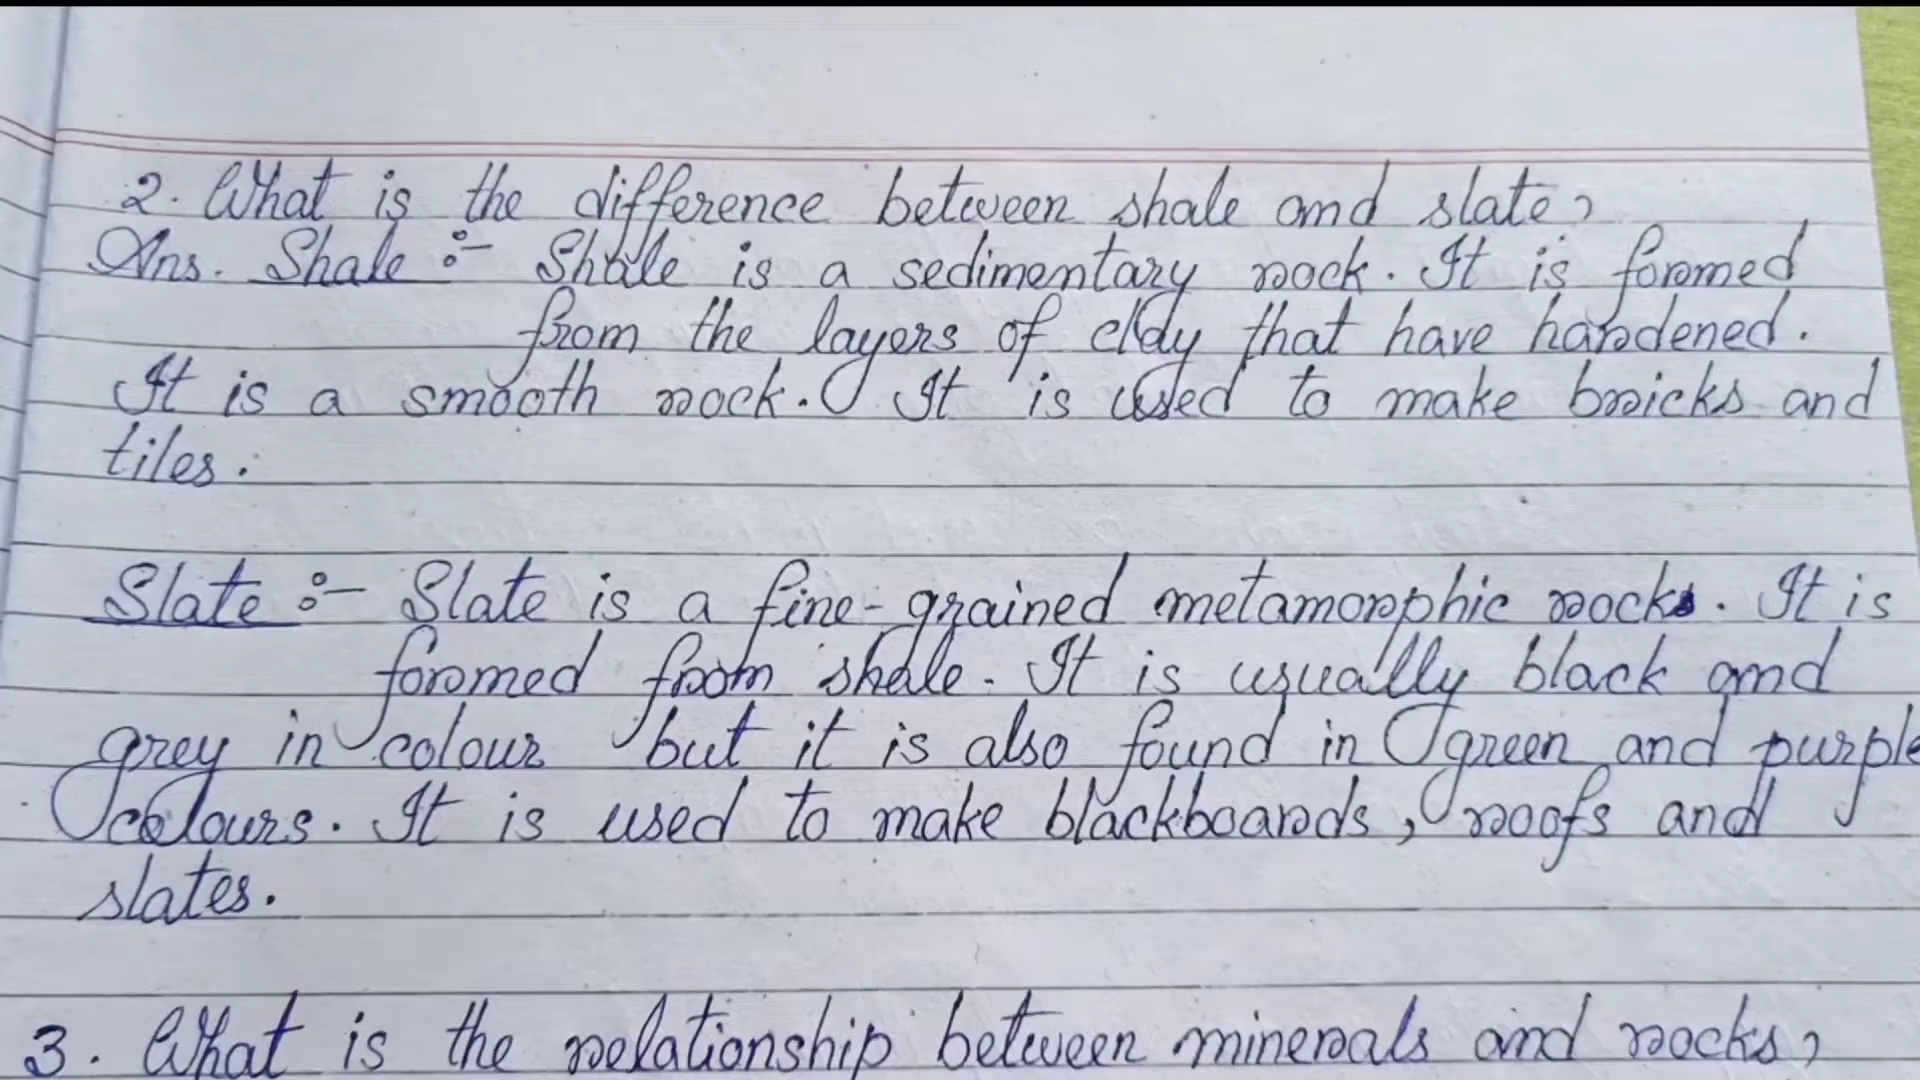 2. What is the difference between shale and slate?
Ans. Shale :- Shale is a sedimentary rock. It is formed
from the layers of clay that have hardened.
It is a smooth rock. It is used to make bricks and
tiles.
Slate :- Slate is a fine-grained metamorphic rock. It is
formed from shale. It is usually black and
grey in colour but it is also found in green and purple
colours. It is used to make blackboards, roofs and
slates.
3. What is the relationship between minerals and rocks?